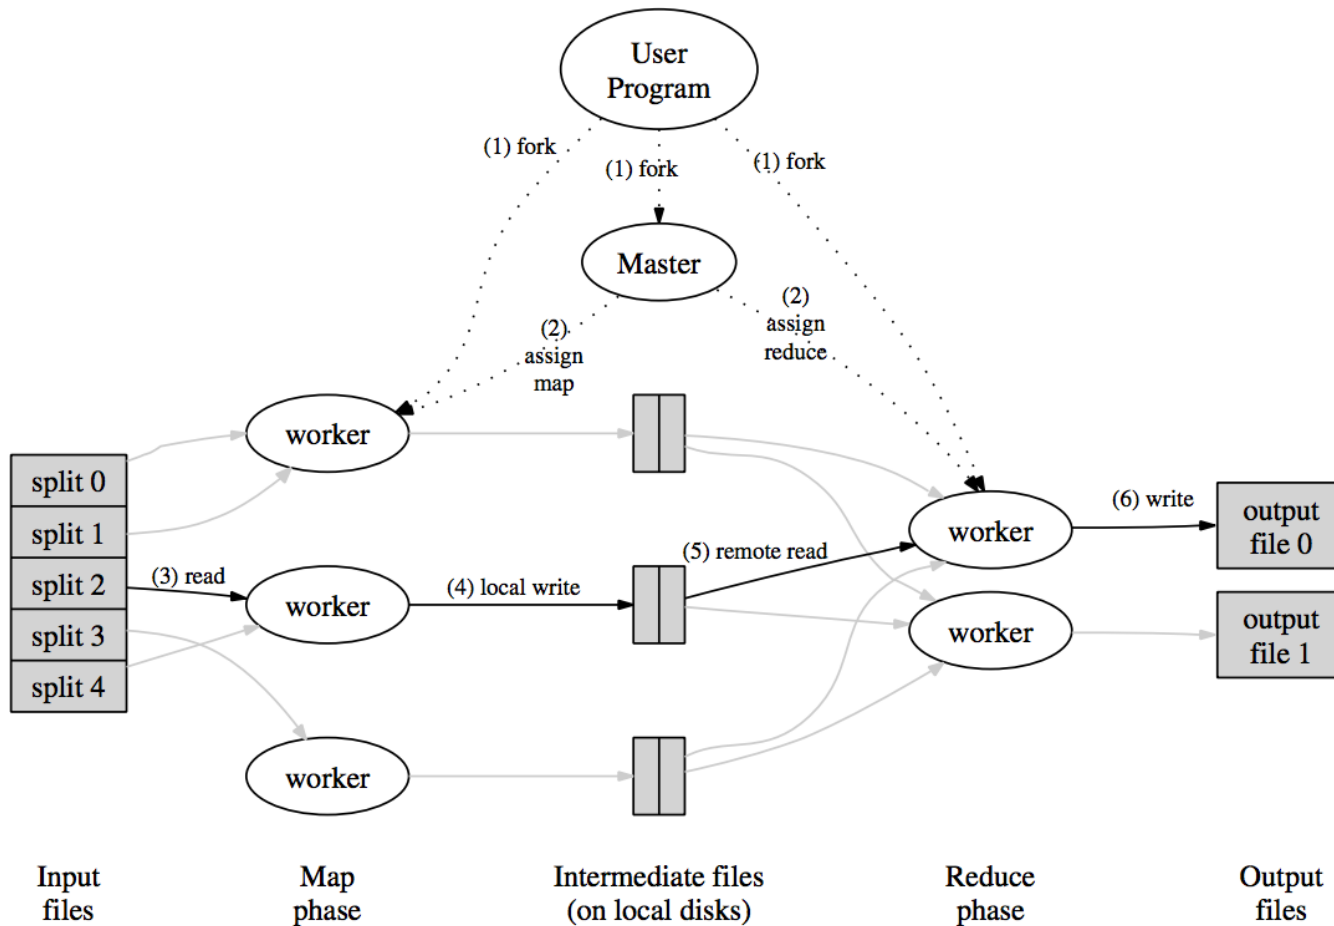 User
Program
(1) fork
(1) fork
(1) fork
Master
(2)
assign
map
(2)
assign
reduce
worker
split 0
split 1
split 2
split 3
split 4
(3) read
worker
(4) local write
(5) remote read
worker
(6) write
output
file 0
worker
output
file 1
worker
Input
files
Map
phase
Intermediate files
(on local disks)
Reduce
phase
Output
files